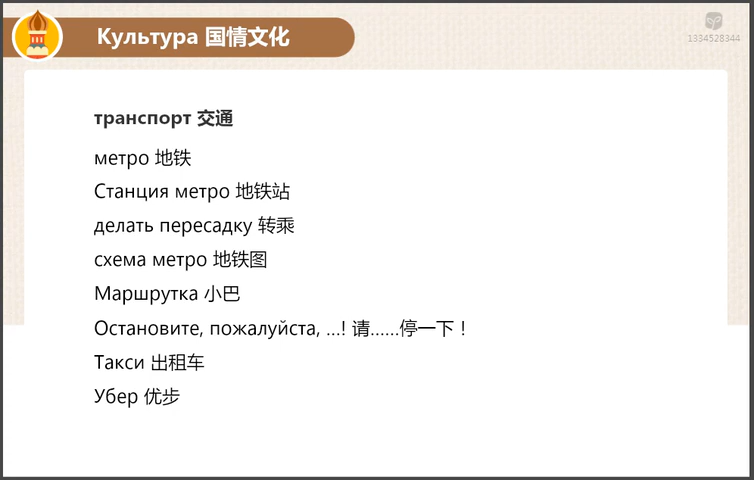 Культура 国情文化
1334528344
транспорт 交通
метро 地铁
Станция метро 地铁站
делать пересадку 转乘
схема метро 地铁图
Маршрутка 小巴
Остановите, пожалуйста, ...! 请......停一下！
Такси 出租车
Убер 优步